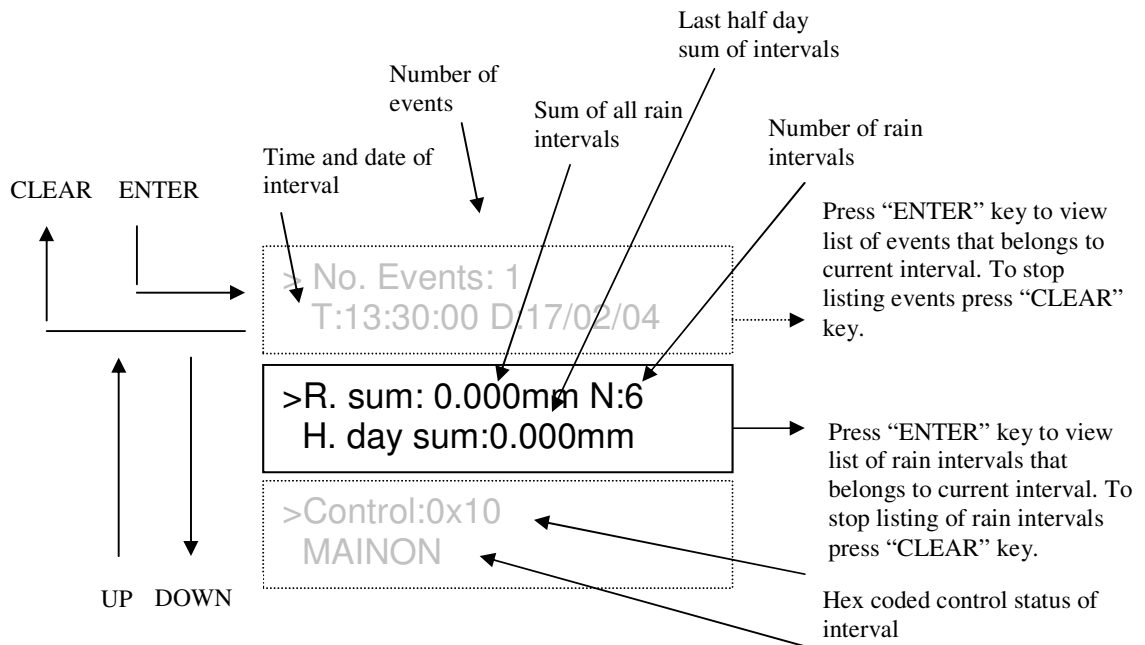 Last half day
sum of intervals
Number of
events
Sum of all rain
intervals
Number of rain
intervals
Time and date of
interval
CLEAR ENTER
Press “ENTER” key to view
list of events that belongs to
current interval. To stop
listing events press “CLEAR”
key.
> No. Events: 1
T:13:30:00 D:17/02/04
>R. sum: 0.000mm N:6
H. day sum:0.000mm
Press “ENTER” key to view
list of rain intervals that
belongs to current interval. To
stop listing of rain intervals
press “CLEAR” key.
>Control:0x10
MAINON
UP DOWN
Hex coded control status of
interval